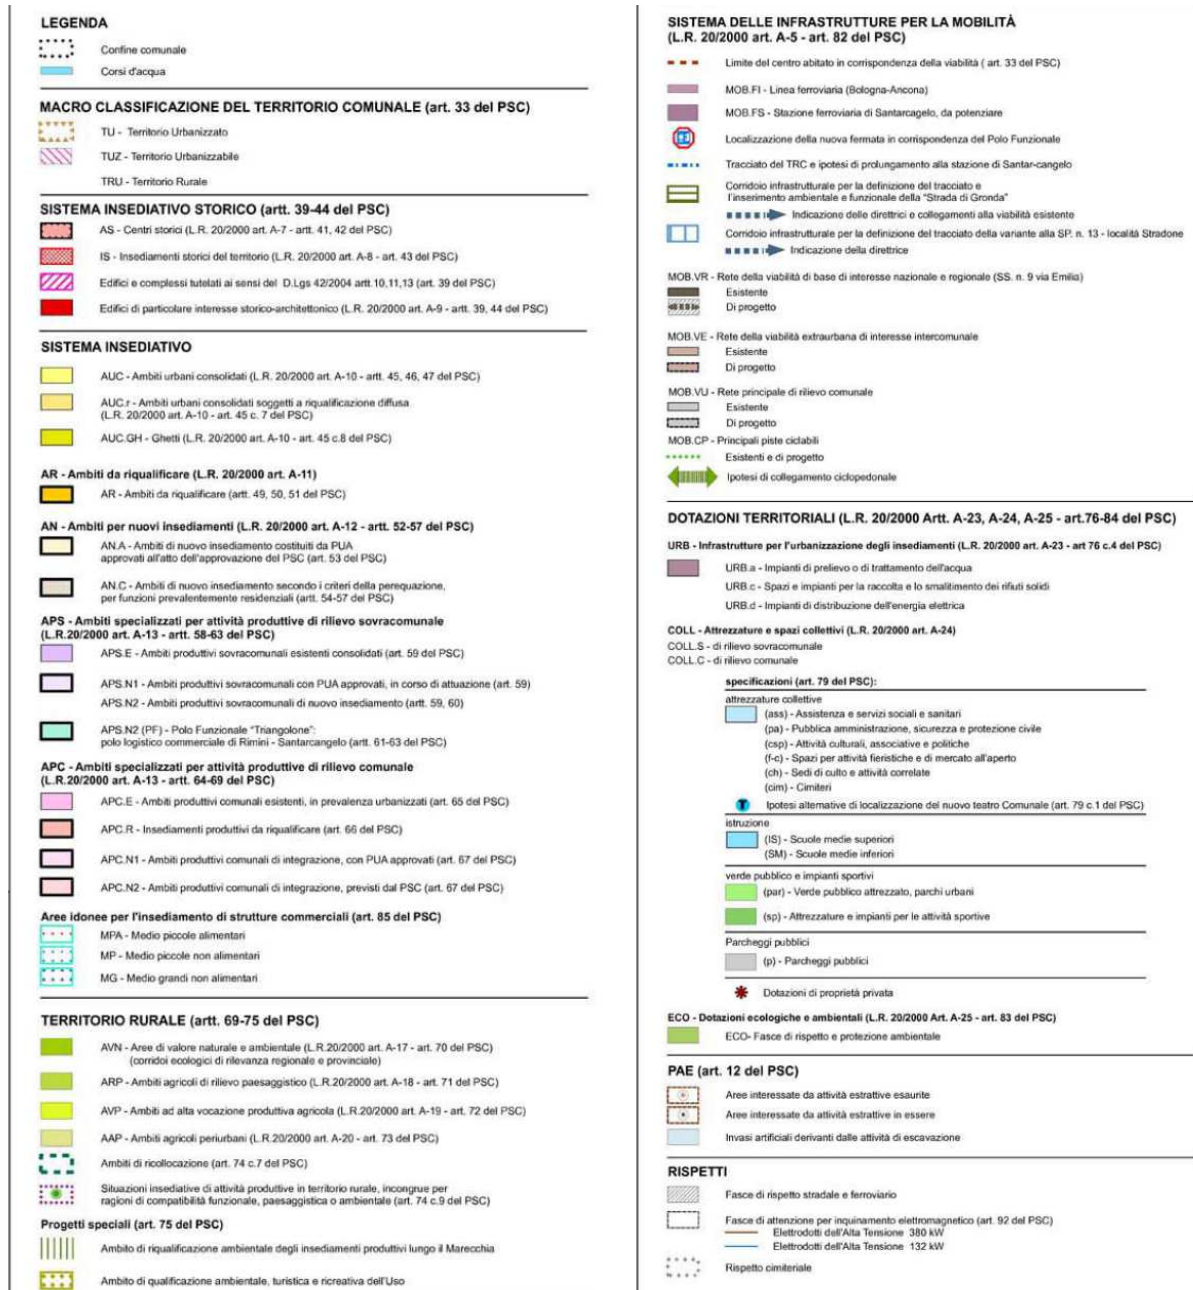 LEGENDA
Confine comunale
Corsi d'acqua
MACRO CLASSIFICAZIONE DEL TERRITORIO COMUNALE (art. 33 del PSC)
TU - Territorio Urbanizzato
TUZ - Territorio Urbanizzabile
TRU - Territorio Rurale
SISTEMA INSEDIATIVO STORICO (artt. 39-44 del PSC)
AS - Centri storici (L.R. 20/2000 art. A-7 - artt. 41, 42 del PSC)
IS - Insediamenti storici del territorio (L.R. 20/2000 art. A-8 - art. 43 del PSC)
Edifici e complessi tutelati ai sensi del D.Lgs 42/2004 artt.10,11,13 (art. 39 del PSC)
Edifici di particolare interesse storico-architettonico (L.R. 20/2000 art. A-9 - artt. 39, 44 del PSC)
SISTEMA INSEDIATIVO
AUC - Ambiti urbani consolidati (L.R. 20/2000 art. A-10 - artt. 45, 46, 47 del PSC)
AUC.r - Ambiti urbani consolidati soggetti a riqualificazione diffusa
(L.R. 20/2000 art. A-10 - art. 45 c. 7 del PSC)
AUC.GH - Ghetti (L.R. 20/2000 art. A-10 - art. 45 c.8 del PSC)
AR - Ambiti da riqualificare (L.R. 20/2000 art. A-11)
AR - Ambiti da riqualificare (artt. 49, 50, 51 del PSC)
AN - Ambiti per nuovi insediamenti (L.R. 20/2000 art. A-12 - artt. 52-57 del PSC)
AN.A - Ambiti di nuovo insediamento costituiti da PUA
approvati all'atto dell'approvazione del PSC (art. 53 del PSC)
AN.C - Ambiti di nuovo insediamento secondo i criteri della perequazione,
per funzioni prevalentemente residenziali (artt. 54-57 del PSC)
APS - Ambiti specializzati per attività produttive di rilievo sovracomunale
(L.R.20/2000 art. A-13 - artt. 58-63 del PSC)
APS.E - Ambiti produttivi sovracomunali esistenti consolidati (art. 59 del PSC)
APS.N1 - Ambiti produttivi sovracomunali con PUA approvati, in corso di attuazione (art. 59)
APS.N2 - Ambiti produttivi sovracomunali di nuovo insediamento (artt. 59, 60)
APS.N2 (PF) - Polo Funzionale "Triangolone":
polo logistico commerciale di Rimini - Santarcangelo (artt. 61-63 del PSC)
APC - Ambiti specializzati per attività produttive di rilievo comunale
(L.R.20/2000 art. A-13 - artt. 64-69 del PSC)
APC.E - Ambiti produttivi comunali esistenti, in prevalenza urbanizzati (art. 65 del PSC)
APC.R - Insediamenti produttivi da riqualificare (art. 66 del PSC)
APC.N1 - Ambiti produttivi comunali di integrazione, con PUA approvati (art. 67 del PSC)
APC.N2 - Ambiti produttivi comunali di integrazione, previsti dal PSC (art. 67 del PSC)
Aree idonee per l'insediamento di strutture commerciali (art. 85 del PSC)
MPA - Medio piccole alimentari
MP - Medio piccole non alimentari
MG - Medio grandi non alimentari
TERRITORIO RURALE (artt. 69-75 del PSC)
AVN - Aree di valore naturale e ambientale (L.R.20/2000 art. A-17 - art. 70 del PSC)
(corridoi ecologici di rilevanza regionale e provinciale)
ARP - Ambiti agricoli di rilievo paesaggistico (L.R.20/2000 art. A-18 - art. 71 del PSC)
AVP - Ambiti ad alta vocazione produttiva agricola (L.R.20/2000 art. A-19 - art. 72 del PSC)
AAP - Ambiti agricoli periurbani (L.R.20/2000 art. A-20 - art. 73 del PSC)
Ambiti di ricollocazione (art. 74 c.7 del PSC)
Situazioni insediative di attività produttive in territorio rurale, incongrue per
ragioni di compatibilità funzionale, paesaggistica o ambientale (art. 74 c.9 del PSC)
Progetti speciali (art. 75 del PSC)
Ambito di riqualificazione ambientale degli insediamenti produttivi lungo il Marecchia
Ambito di qualificazione ambientale, turistica e ricreativa dell'Uso
SISTEMA DELLE INFRASTRUTTURE PER LA MOBILITÀ
(L.R. 20/2000 art. A-5 - art. 82 del PSC)
Limite del centro abitato in corrispondenza della viabilità ( art. 33 del PSC)
MOB.FI - Linea ferroviaria (Bologna-Ancona)
MOB.FS - Stazione ferroviaria di Santarcagelo, da potenziare
Localizzazione della nuova fermata in corrispondenza del Polo Funzionale
Tracciato del TRC e ipotesi di prolungamento alla stazione di Santar-cangelo
Corridoio infrastrutturale per la definizione del tracciato e
l'inserimento ambientale e funzionale della "Strada di Gronda"
Indicazione delle direttrici e collegamenti alla viabilità esistente
Corridoio infrastrutturale per la definizione del tracciato della variante alla SP. n. 13 - località Stradone
Indicazione della direttrice
MOB.VR - Rete della viabilità di base di interesse nazionale e regionale (SS. n. 9 via Emilia)
Esistente
Di progetto
MOB.VE - Rete della viabilità extraurbana di interesse intercomunale
Esistente
Di progetto
MOB.VU - Rete principale di rilievo comunale
Esistente
Di progetto
MOB.CP - Principali piste ciclabili
Esistenti e di progetto
Ipotesi di collegamento ciclopedonale
DOTAZIONI TERRITORIALI (L.R. 20/2000 Artt. A-23, A-24, A-25 - art.76-84 del PSC)
URB - Infrastrutture per l'urbanizzazione degli insediamenti (L.R. 20/2000 art. A-23 - art 76 c.4 del PSC)
URB.a - Impianti di prelievo o di trattamento dell'acqua
URB.c - Spazi e impianti per la raccolta e lo smalitimento dei rifiuti solidi
URB.d - Impianti di distribuzione dell'energia elettrica
COLL - Attrezzature e spazi collettivi (L.R. 20/2000 art. A-24)
COLL.S - di rilievo sovracomunale
COLL.C - di rilievo comunale
specificazioni (art. 79 del PSC):
attrezzature collettive
(ass) - Assistenza e servizi sociali e sanitari
(pa) - Pubblica amministrazione, sicurezza e protezione civile
(csp) - Attività culturali, associative e politiche
(f-c) - Spazi per attività fieristiche e di mercato all'aperto
(ch) - Sedi di culto e attività correlate
(cim) - Cimiteri
T Ipotesi alternative di localizzazione del nuovo teatro Comunale (art. 79 c.1 del PSC)
istruzione
(IS) - Scuole medie superiori
(SM) - Scuole medie inferiori
verde pubblico e impianti sportivi
(par) - Verde pubblico attrezzato, parchi urbani
(sp) - Attrezzature e impianti per le attività sportive
Parcheggi pubblici
(p) - Parcheggi pubblici
Dotazioni di proprietà privata
ECO - Dotazioni ecologiche e ambientali (L.R. 20/2000 Art. A-25 - art. 83 del PSC)
ECO- Fasce di rispetto e protezione ambientale
PAE (art. 12 del PSC)
Aree interessate da attività estrattive esaurite
Aree interessate da attività estrattive in essere
Invasi artificiali derivanti dalle attività di escavazione
RISPETTI
Fasce di rispetto stradale e ferroviario
Fasce di attenzione per inquinamento elettromagnetico (art. 92 del PSC)
Elettrodotti dell'Alta Tensione 380 kW
Elettrodotti dell'Alta Tensione 132 kW
Rispetto cimiteriale